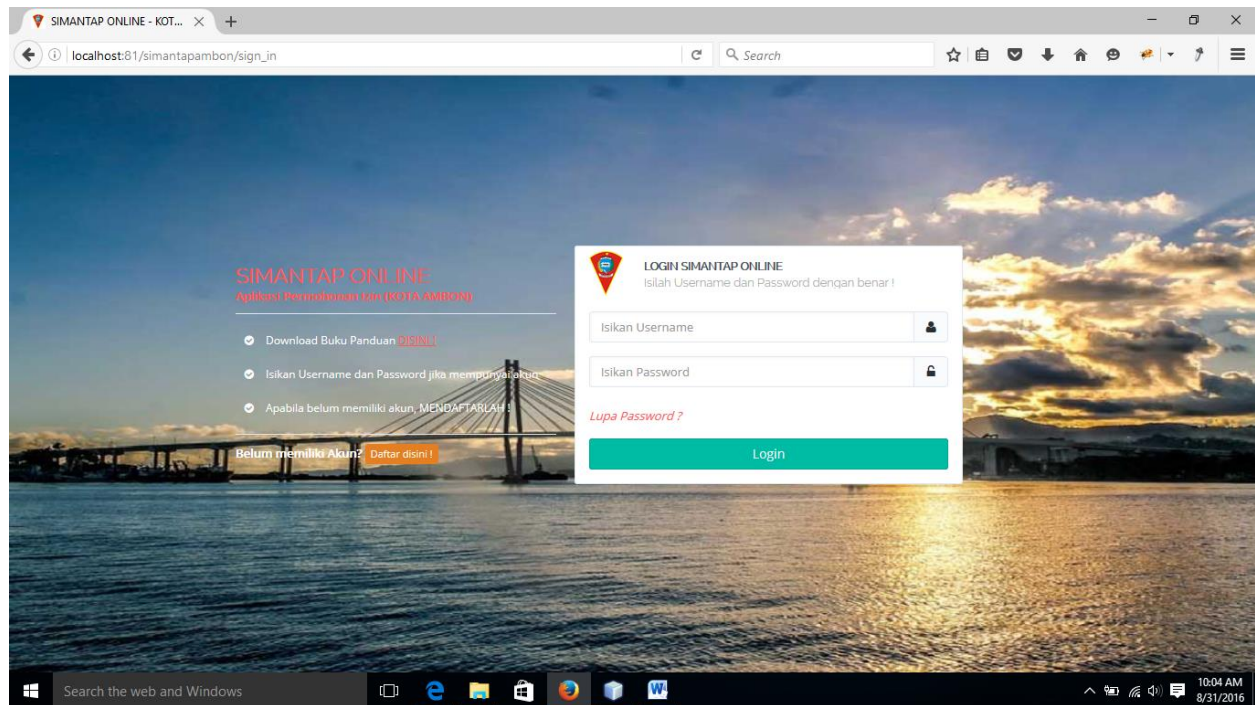 SIMANTAP ONLINE - KOT...
localhost:81/simantapambon/sign_in
Search
SIMANTAP ONLINE
Aplikasi Permohonan Izin (KOTA AMBON)
Download Buku Panduan DISINI !
Isikan Username dan Password jika mempunyai akun
Apabila belum memiliki akun, MENDAFTARLAH !
Belum memiliki Akun? Daftar disini !
LOGIN SIMANTAP ONLINE
Isilah Username dan Password dengan benar !
Isikan Username
Isikan Password
Lupa Password ?
Login
Search the web and Windows
10:04 AM
8/31/2016